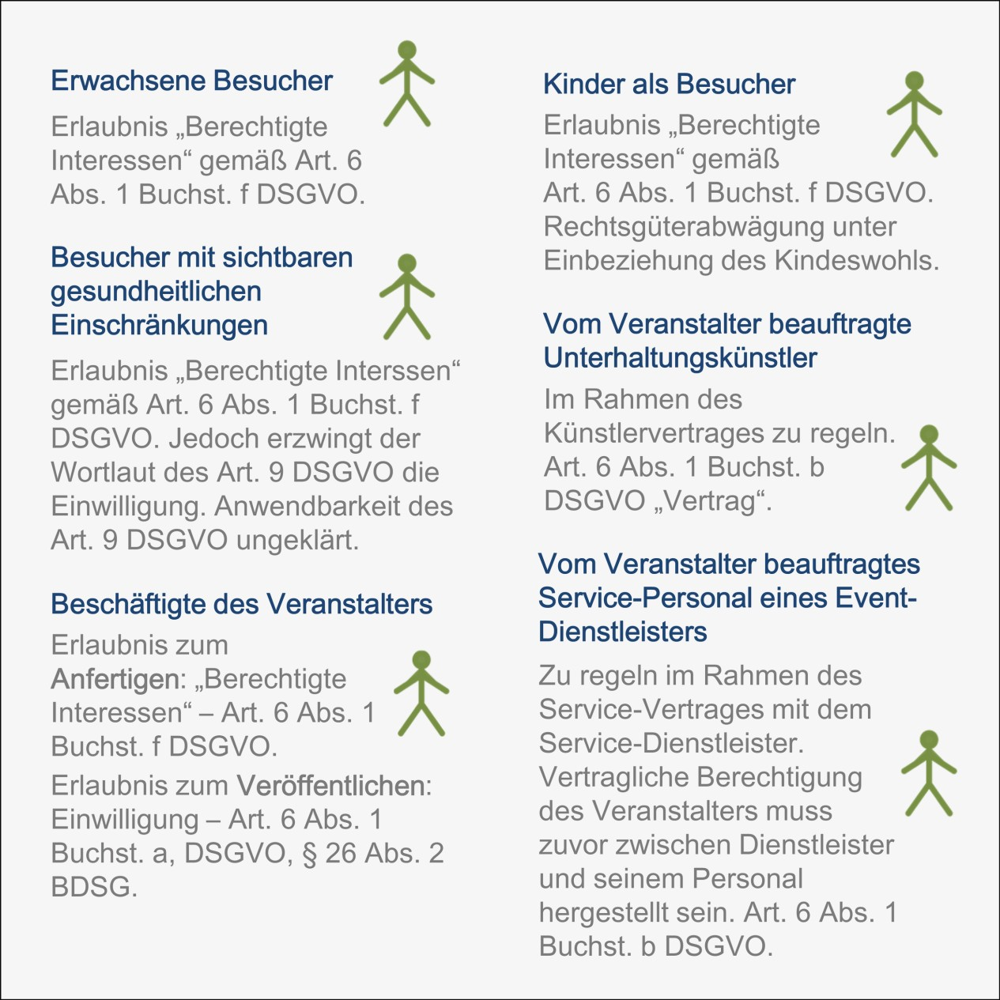 Erwachsene Besucher
Erlaubnis „Berechtigte
Interessen“ gemäß Art. 6
Abs. 1 Buchst. f DSGVO.
Besucher mit sichtbaren
gesundheitlichen
Einschränkungen
Erlaubnis „Berechtigte Interssen“
gemäß Art. 6 Abs. 1 Buchst. f
DSGVO. Jedoch erzwingt der
Wortlaut des Art. 9 DSGVO die
Einwilligung. Anwendbarkeit des
Art. 9 DSGVO ungeklärt.
Beschäftigte des Veranstalters
Erlaubnis zum
Anfertigen: „Berechtigte
Interessen“ – Art. 6 Abs. 1
Buchst. f DSGVO.
Erlaubnis zum Veröffentlichen:
Einwilligung – Art. 6 Abs. 1
Buchst. a, DSGVO, § 26 Abs. 2
BDSG.
Kinder als Besucher
Erlaubnis „Berechtigte
Interessen“ gemäß
Art. 6 Abs. 1 Buchst. f DSGVO.
Rechtsgüterabwägung unter
Einbeziehung des Kindeswohls.
Vom Veranstalter beauftragte
Unterhaltungskünstler
Im Rahmen des
Künstlervertrages zu regeln.
Art. 6 Abs. 1 Buchst. b
DSGVO „Vertrag“.
Vom Veranstalter beauftragtes
Service-Personal eines Event-
Dienstleisters
Zu regeln im Rahmen des
Service-Vertrages mit dem
Service-Dienstleister.
Vertragliche Berechtigung
des Veranstalters muss
zuvor zwischen Dienstleister
und seinem Personal
hergestellt sein. Art. 6 Abs. 1
Buchst. b DSGVO.